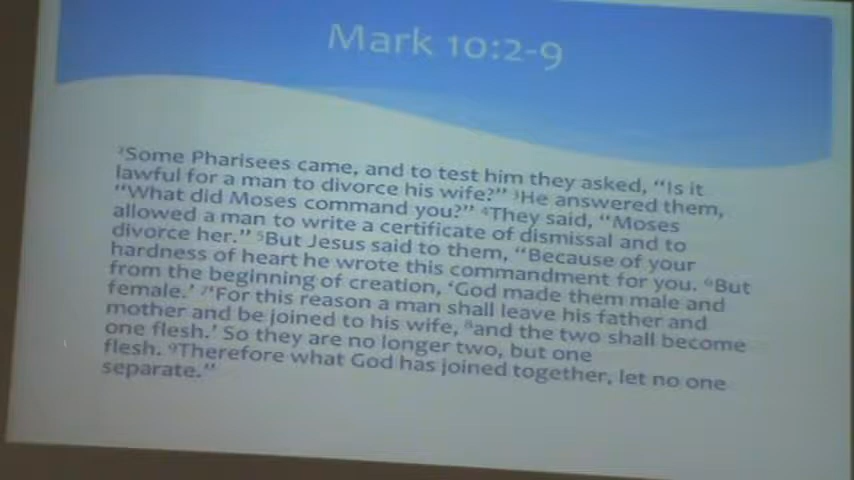 Mark 10:2-9
²Some Pharisees came, and to test him they asked, “Is it
lawful for a man to divorce his wife?” ³He answered them,
“What did Moses command you?” ⁴They said, “Moses
allowed a man to write a certificate of dismissal and to
divorce her.” ⁵But Jesus said to them, “Because of your
hardness of heart he wrote this commandment for you. ⁶But
from the beginning of creation, ‘God made them male and
female.’ ⁷‘For this reason a man shall leave his father and
mother and be joined to his wife, ⁸and the two shall become
one flesh.’ So they are no longer two, but one
flesh. ⁹Therefore what God has joined together, let no one
separate.”